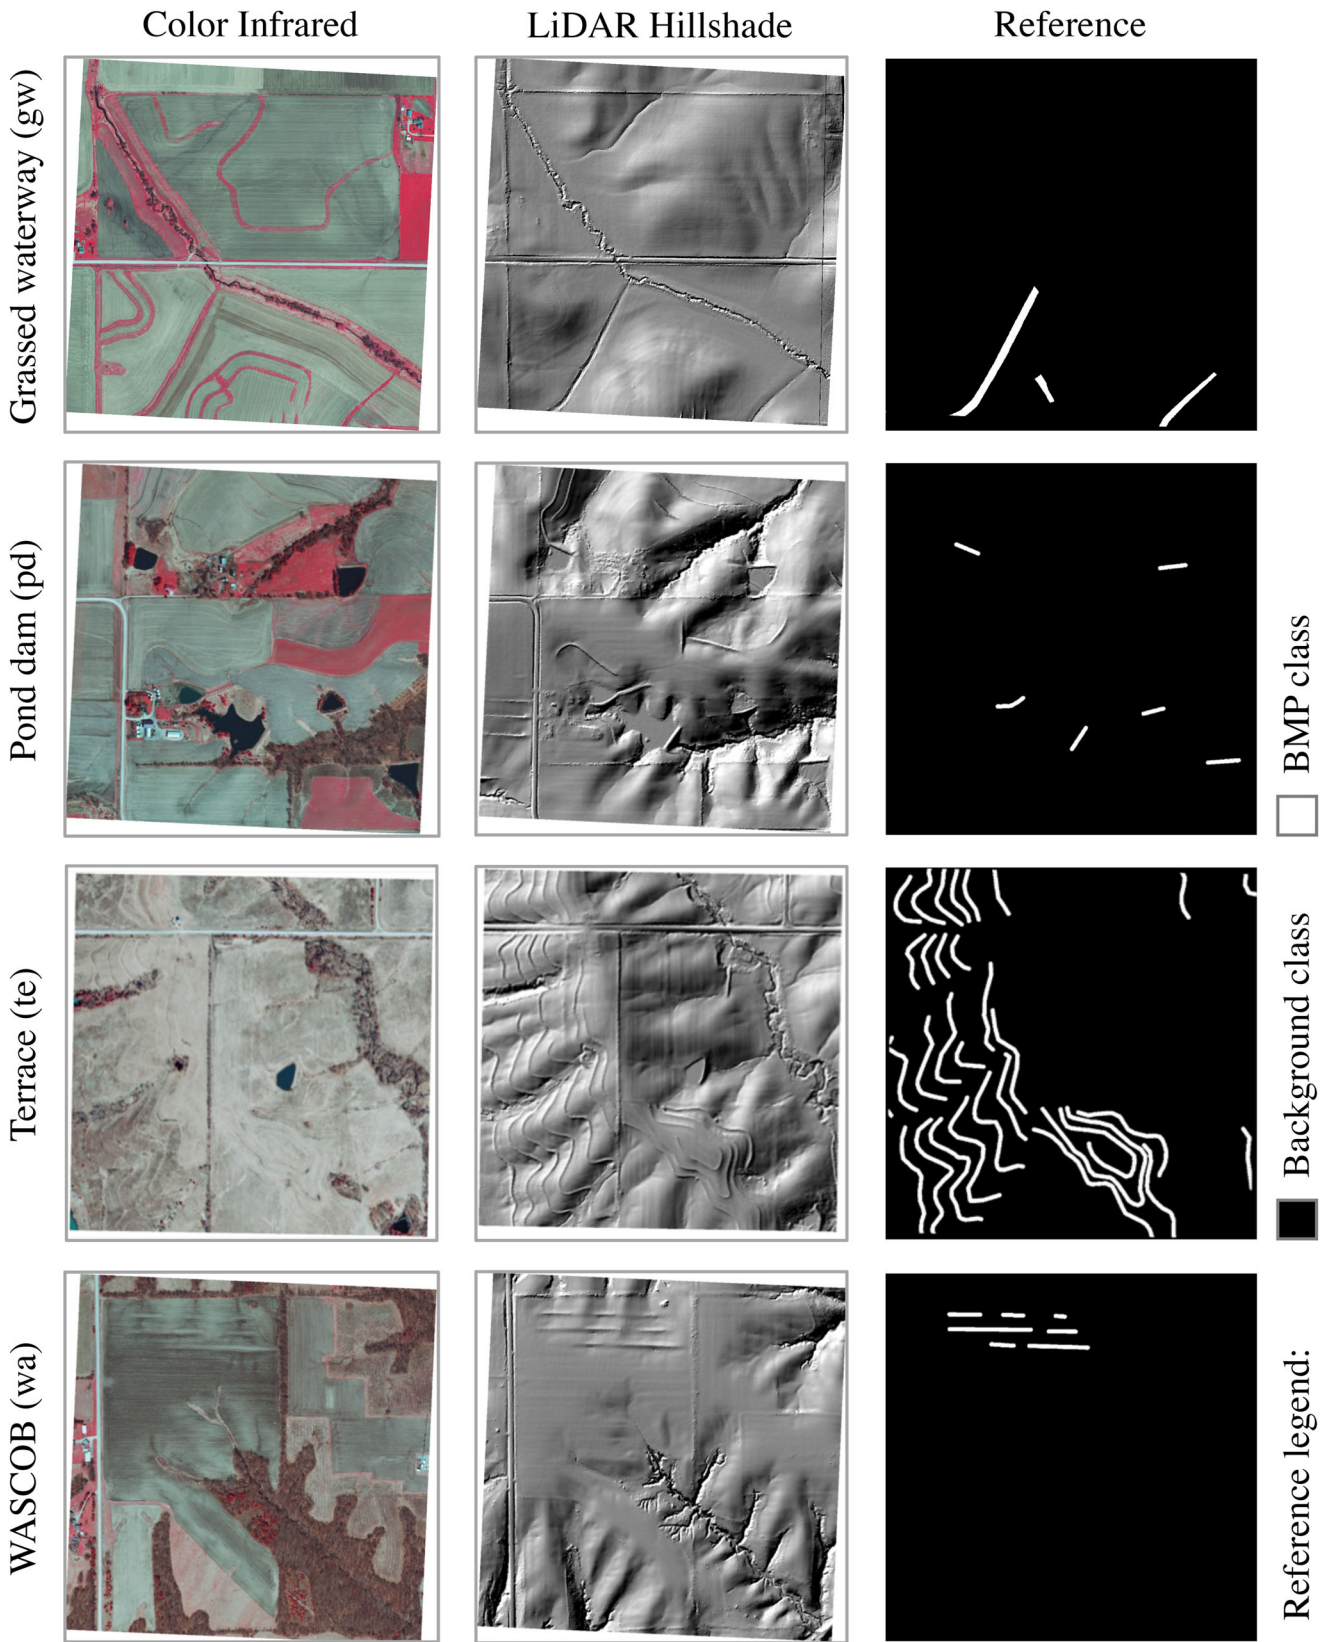 Color Infrared
LiDAR Hillshade
Reference
Grassed waterway (gw)
Pond dam (pd)
Terrace (te)
WASCOB (wa)
Reference legend:
Background class
BMP class